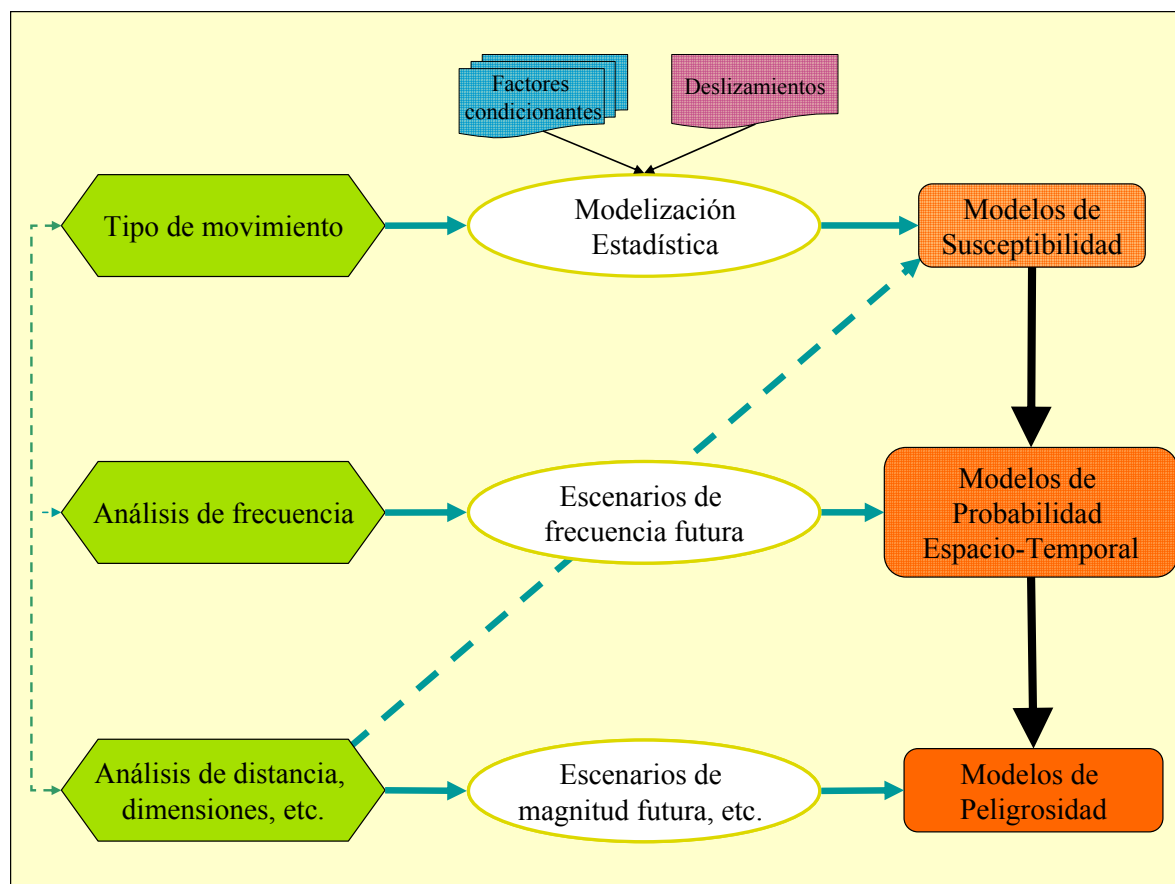 Factores
condicionantes
Deslizamientos
Tipo de movimiento
Modelización
Estadística
Modelos de
Susceptibilidad
Análisis de frecuencia
Escenarios de
frecuencia futura
Modelos de
Probabilidad
Espacio-Temporal
Análisis de distancia,
dimensiones, etc.
Escenarios de
magnitud futura, etc.
Modelos de
Peligrosidad